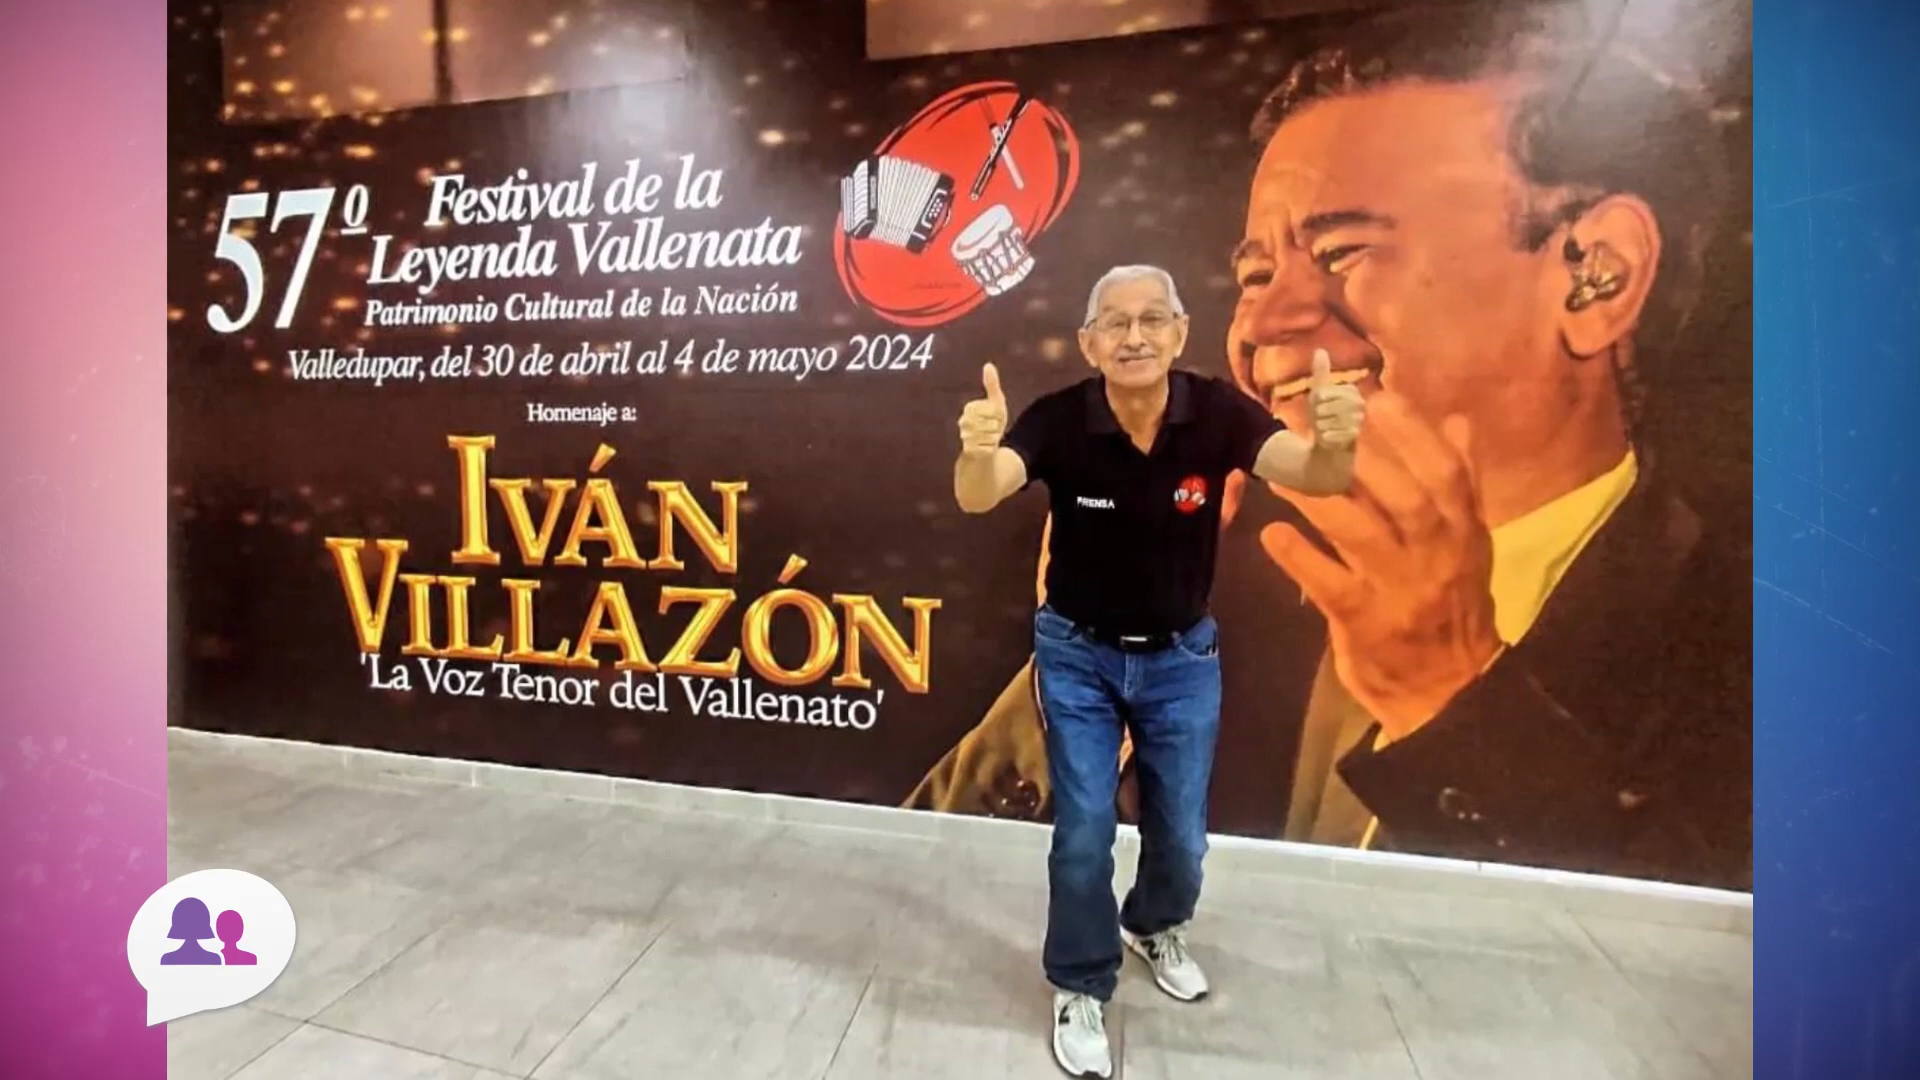 57º
Festival de la
Leyenda Vallenata
Patrimonio Cultural de la Nación
Valledupar, del 30 de abril al 4 de mayo 2024
Homenaje a:
IVÁN
VILLAZÓN
'La Voz Tenor del Vallenato'
PRENSA